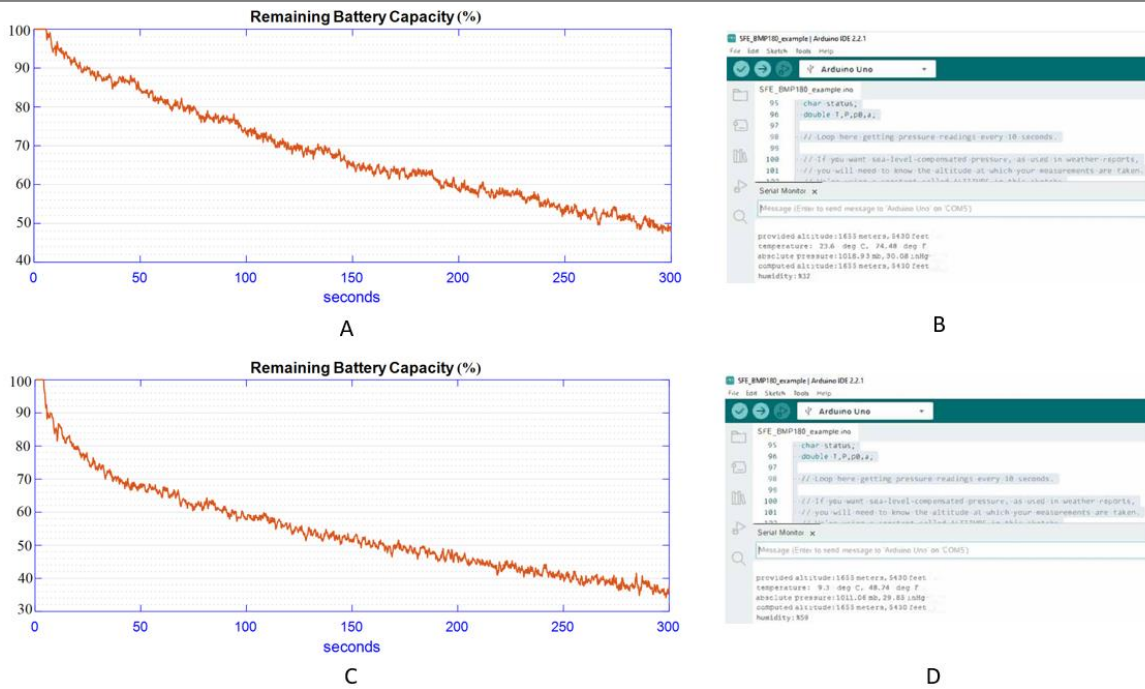 Remaining Battery Capacity (%)
100
90
80
70
60
50
40
0
50
100
150
200
250
300
seconds
A
SFE_BMP180_example | Arduino IDE 2.2.1
File Edit Sketch Tools Help
Arduino Uno
SFE_BMP180_example.ino
95 char status;
96 double T,P,p0,a;
97
98 // Loop here getting pressure readings every 10 seconds.
99
100 // If you want sea-level-compensated pressure, as used in weather reports,
101 // you will need to know the altitude at which your measurements are taken.
Serial Monitor x
Message (Enter to send message to 'Arduino Uno' on 'COM5')
provided altitude:1655 meters,5430 feet
temperature: 23.6 deg C, 74.48 deg F
absolute pressure:1018.93 mb,30.08 inHg
computed altitude:1655 meters,5430 feet
humidity:%32
B
Remaining Battery Capacity (%)
100
90
80
70
60
50
40
30
0
50
100
150
200
250
300
seconds
C
SFE_BMP180_example | Arduino IDE 2.2.1
File Edit Sketch Tools Help
Arduino Uno
SFE_BMP180_example.ino
95 char status;
96 double T,P,p0,a;
97
98 // Loop here getting pressure readings every 10 seconds.
99
100 // If you want sea-level-compensated pressure, as used in weather reports,
101 // you will need to know the altitude at which your measurements are taken.
Serial Monitor x
Message (Enter to send message to 'Arduino Uno' on 'COM5')
provided altitude:1655 meters,5430 feet
temperature: 9.3 deg C, 48.74 deg F
absolute pressure:1011.06 mb,29.85 inHg
computed altitude:1655 meters,5430 feet
humidity:%59
D